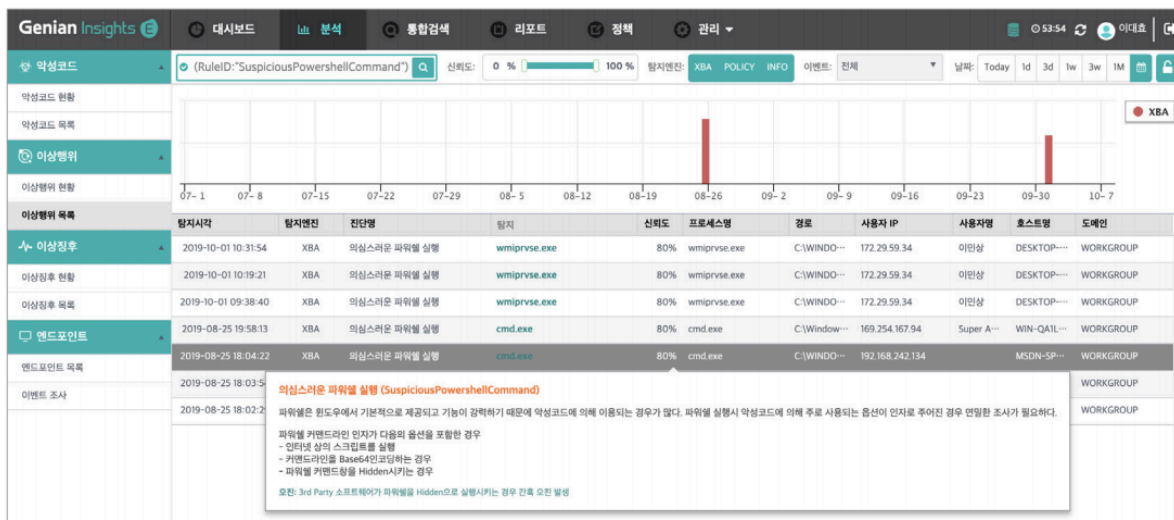 Genian Insights E 대시보드 분석 통합검색 리포트 정책 관리 53:54 이대효
악성코드
악성코드 현황
악성코드 목록
이상행위
이상행위 현황
이상행위 목록
이상징후
이상징후 현황
이상징후 목록
엔드포인트
엔드포인트 목록
이벤트 조사
(RuleID:"SuspiciousPowershellCommand") 신뢰도: 0 % 100 % 탐지엔진: XBA POLICY INFO 이벤트: 전체 날짜: Today 1d 3d 1w 3w 1M
XBA
07- 1 07- 8 07-15 07-22 07-29 08- 5 08-12 08-19 08-26 09- 2 09- 9 09-16 09-23 09-30 10- 7
탐지시각 탐지엔진 진단명 탐지 신뢰도 프로세스명 경로 사용자 IP 사용자명 호스트명 도메인
2019-10-01 10:31:54 XBA 의심스러운 파워쉘 실행 wmiprvse.exe 80% wmiprvse.exe C:\WINDO··· 172.29.59.34 이민상 DESKTOP-··· WORKGROUP
2019-10-01 10:19:21 XBA 의심스러운 파워쉘 실행 wmiprvse.exe 80% wmiprvse.exe C:\WINDO··· 172.29.59.34 이민상 DESKTOP-··· WORKGROUP
2019-10-01 09:38:40 XBA 의심스러운 파워쉘 실행 wmiprvse.exe 80% wmiprvse.exe C:\WINDO··· 172.29.59.34 이민상 DESKTOP-··· WORKGROUP
2019-08-25 19:58:13 XBA 의심스러운 파워쉘 실행 cmd.exe 80% cmd.exe C:\Window··· 169.254.167.94 Super A··· WIN-QA1L··· WORKGROUP
2019-08-25 18:04:22 XBA 의심스러운 파워쉘 실행 cmd.exe 80% cmd.exe C:\WINDO··· 192.168.242.134 MSDN-SP··· WORKGROUP
2019-08-25 18:03:5 WORKGROUP
2019-08-25 18:02:2 WORKGROUP
의심스러운 파워쉘 실행 (SuspiciousPowershellCommand)
파워쉘은 윈도우에서 기본적으로 제공되고 기능이 강력하기 때문에 악성코드에 의해 이용되는 경우가 많다. 파워쉘 실행시 악성코드에 의해 주로 사용되는 옵션이 인자로 주어진 경우 면밀한 조사가 필요하다.
파워쉘 커맨드라인 인자가 다음의 옵션을 포함한 경우
- 인터넷 상의 스크립트를 실행
- 커맨드라인을 Base64인코딩하는 경우
- 파워쉘 커맨드창을 Hidden시키는 경우
오진: 3rd Party 소프트웨어가 파워쉘을 Hidden으로 실행시키는 경우 간혹 오진 발생